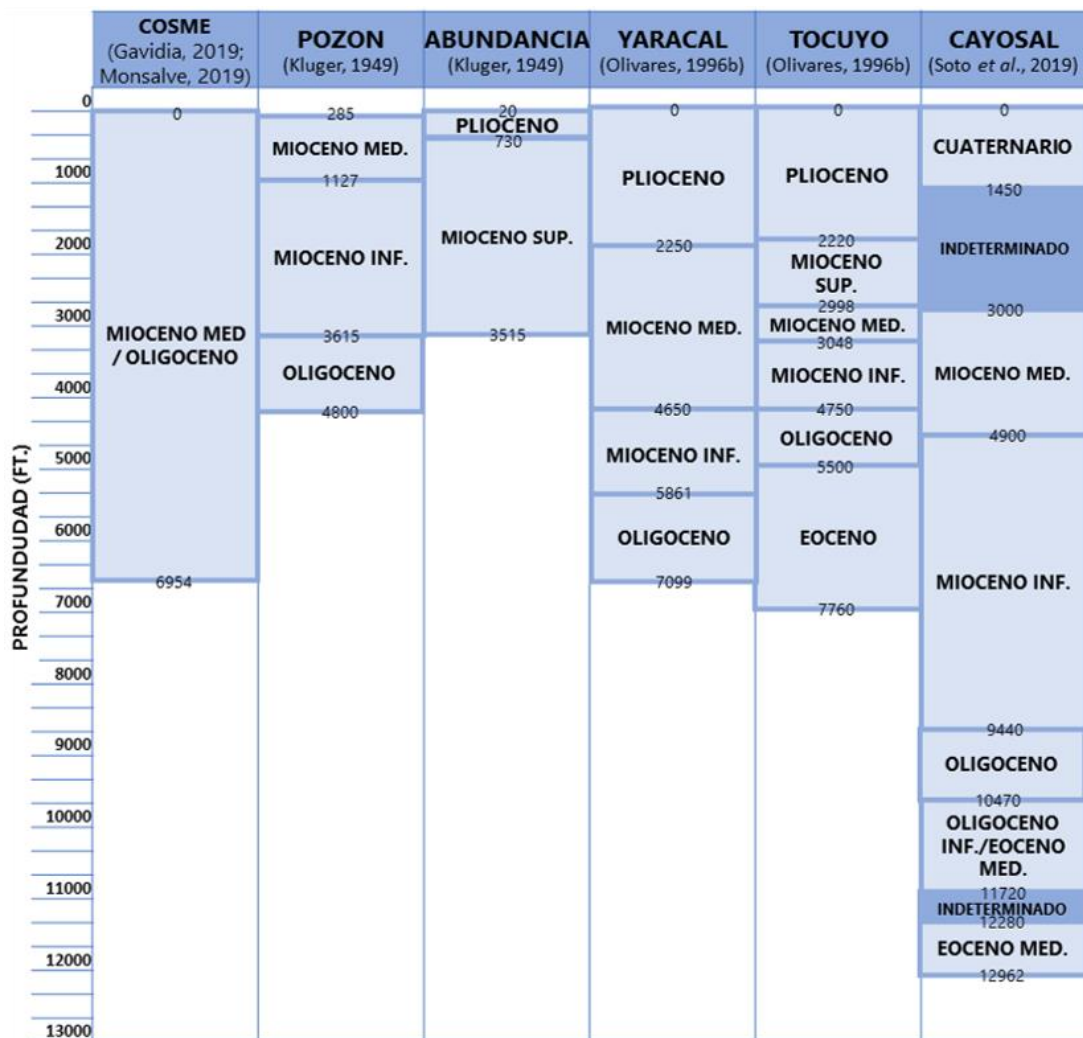 COSME
(Gavidia, 2019;
Monsalve, 2019)
POZON
(Kluger, 1949)
ABUNDANCIA
(Kluger, 1949)
YARACAL
(Olivares, 1996b)
TOCUYO
(Olivares, 1996b)
CAYOSAL
(Soto et al., 2019)
PROFUNDUDAD (FT.)
0
1000
2000
3000
4000
5000
6000
7000
8000
9000
10000
11000
12000
13000
0
MIOCENO MED
/ OLIGOCENO
6954
285
MIOCENO MED.
1127
MIOCENO INF.
3615
OLIGOCENO
4800
20
PLIOCENO
730
MIOCENO SUP.
3515
0
PLIOCENO
2250
MIOCENO MED.
4650
MIOCENO INF.
5861
OLIGOCENO
7099
0
PLIOCENO
2220
MIOCENO
SUP.
2998
MIOCENO MED.
3048
MIOCENO INF.
4750
OLIGOCENO
5500
EOCENO
7760
0
CUATERNARIO
1450
INDETERMINADO
3000
MIOCENO MED.
4900
MIOCENO INF.
9440
OLIGOCENO
10470
OLIGOCENO
INF./EOCENO
MED.
11720
INDETERMINADO
12280
EOCENO MED.
12962